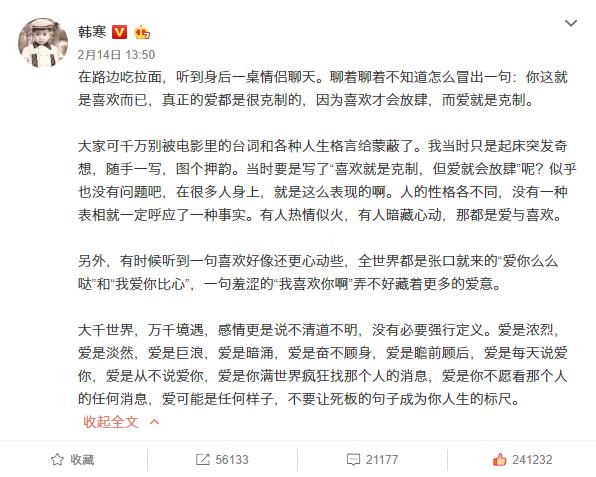 韩寒
2月14日 13:50
在路边吃拉面，听到身后一桌情侣聊天。聊着聊着不知道怎么冒出一句：你这就
是喜欢而已，真正的爱都是很克制的，因为喜欢才会放肆，而爱就是克制。
大家可千万别被电影里的台词和各种人生格言给蒙蔽了。我当时只是起床突发奇
想，随手一写，图个押韵。当时要是写了“喜欢就是克制，但爱就会放肆”呢？似乎
也没有问题吧，在很多人身上，就是这么表现的啊。人的性格各不同，没有一种
表相就一定呼应了一种事实。有人热情似火，有人暗藏心动，那都是爱与喜欢。
另外，有时候听到一句喜欢好像还更心动些，全世界都是张口就来的“爱你么么
哒”和“我爱你比心”，一句羞涩的“我喜欢你啊”弄不好藏着更多的爱意。
大千世界，万千境遇，感情更是说不清道不明，没有必要强行定义。爱是浓烈，
爱是淡然，爱是巨浪，爱是暗涌，爱是奋不顾身，爱是瞻前顾后，爱是每天说爱
你，爱是从不说爱你，爱是你满世界疯狂找那个人的消息，爱是你不愿看那个人
的任何消息，爱可能是任何样子，不要让死板的句子成为你人生的标尺。
收起全文
收藏 56133 21177 241232